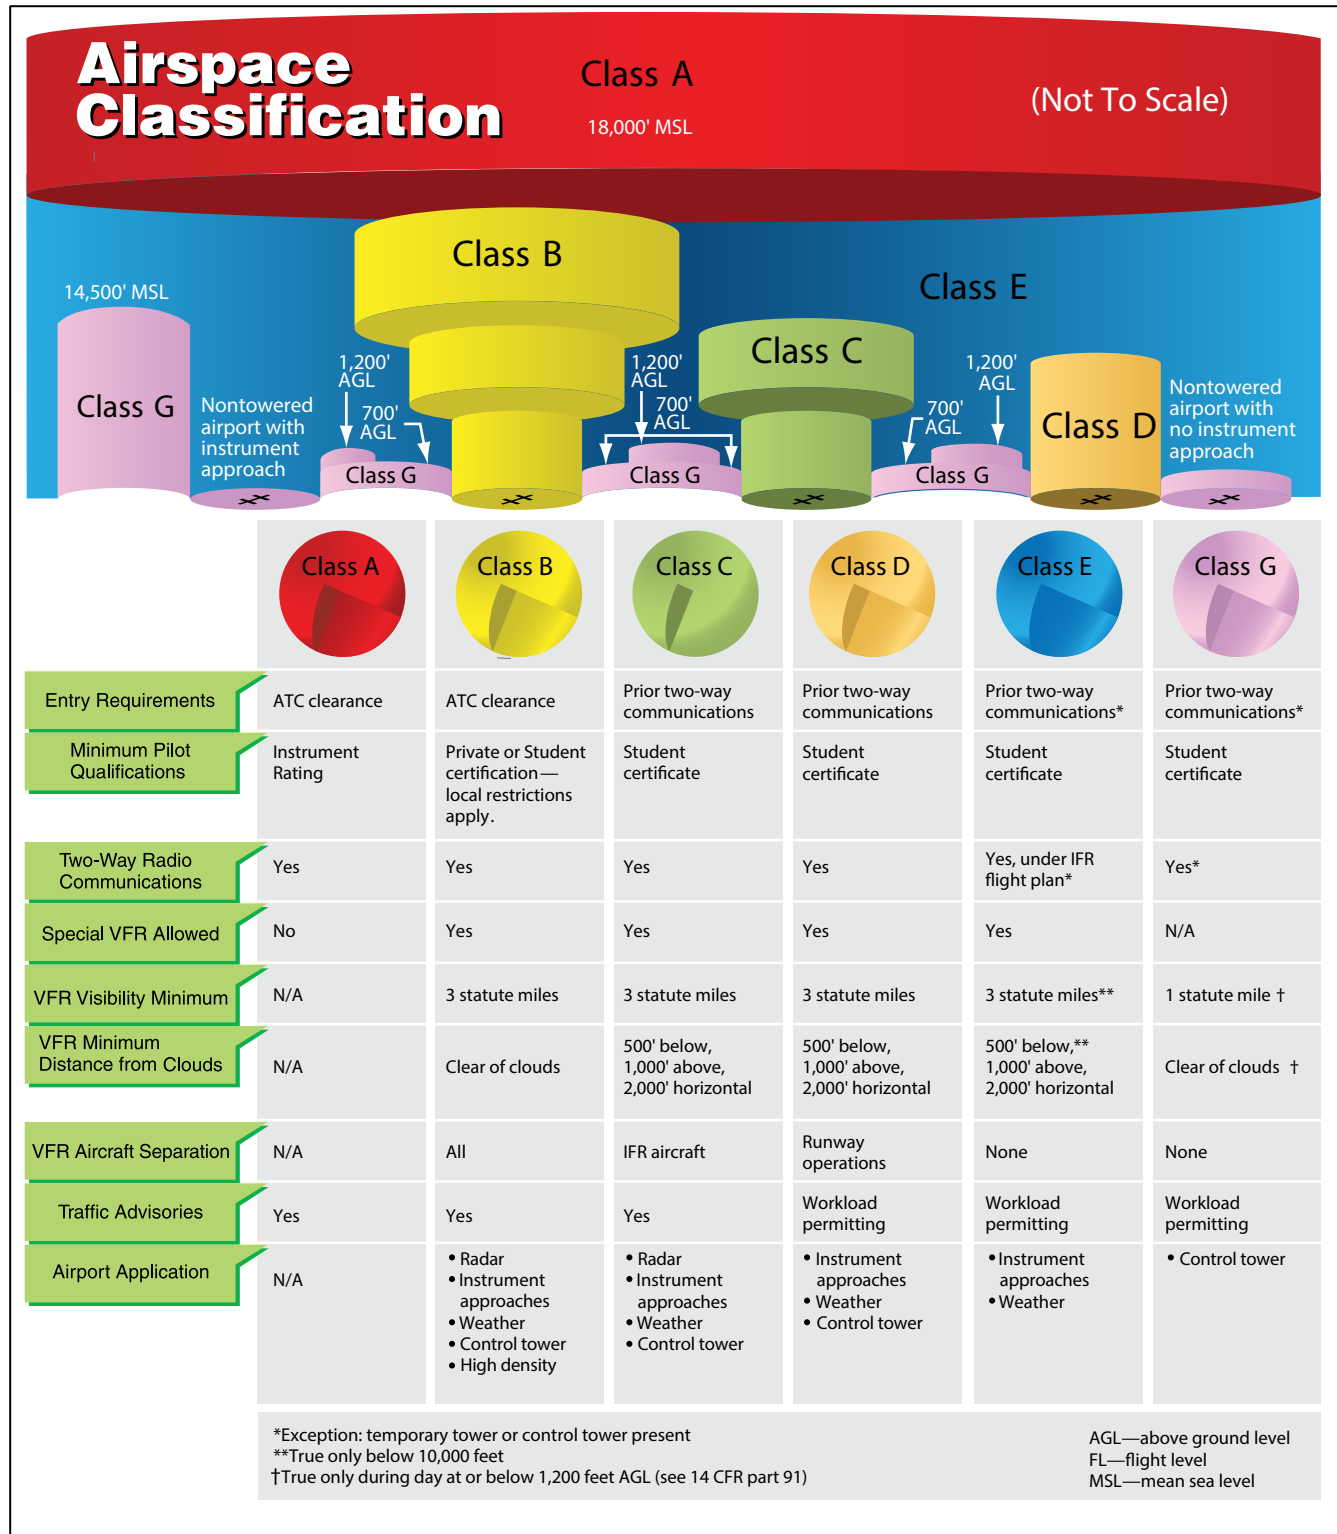 Airspace
Classification
Class A
18,000' MSL
(Not To Scale)
Class B
Class E
14,500' MSL
Class G
Nontowered
airport with
instrument
approach
1,200'
AGL
700'
AGL
Class G
1,200'
AGL
700'
AGL
Class G
Class C
1,200'
AGL
700'
AGL
Class G
Class D
Nontowered
airport with
no instrument
approach
Class A
Class B
Class C
Class D
Class E
Class G
Entry Requirements
ATC clearance
ATC clearance
Prior two-way
communications
Prior two-way
communications
Prior two-way
communications*
Prior two-way
communications*
Minimum Pilot
Qualifications
Instrument
Rating
Private or Student
certification—
local restrictions
apply.
Student
certificate
Student
certificate
Student
certificate
Student
certificate
Two-Way Radio
Communications
Yes
Yes
Yes
Yes
Yes, under IFR
flight plan*
Yes*
Special VFR Allowed
No
Yes
Yes
Yes
Yes
N/A
VFR Visibility Minimum
N/A
3 statute miles
3 statute miles
3 statute miles
3 statute miles**
1 statute mile †
VFR Minimum
Distance from Clouds
N/A
Clear of clouds
500' below,
1,000' above,
2,000' horizontal
500' below,
1,000' above,
2,000' horizontal
500' below,**
1,000' above,
2,000' horizontal
Clear of clouds †
VFR Aircraft Separation
N/A
All
IFR aircraft
Runway
operations
None
None
Traffic Advisories
Yes
Yes
Yes
Workload
permitting
Workload
permitting
Workload
permitting
Airport Application
N/A
• Radar
• Instrument
approaches
• Weather
• Control tower
• High density
• Radar
• Instrument
approaches
• Weather
• Control tower
• Instrument
approaches
• Weather
• Control tower
• Instrument
approaches
• Weather
• Control tower
*Exception: temporary tower or control tower present
**True only below 10,000 feet
†True only during day at or below 1,200 feet AGL (see 14 CFR part 91)
AGL—above ground level
FL—flight level
MSL—mean sea level